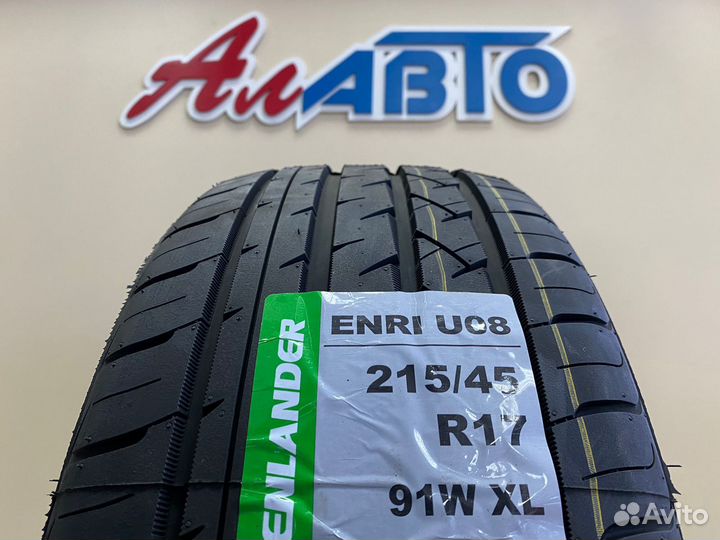 АлАВТО
ENRI U08
215/45
R17
91W XL
ENLANDER
Avito